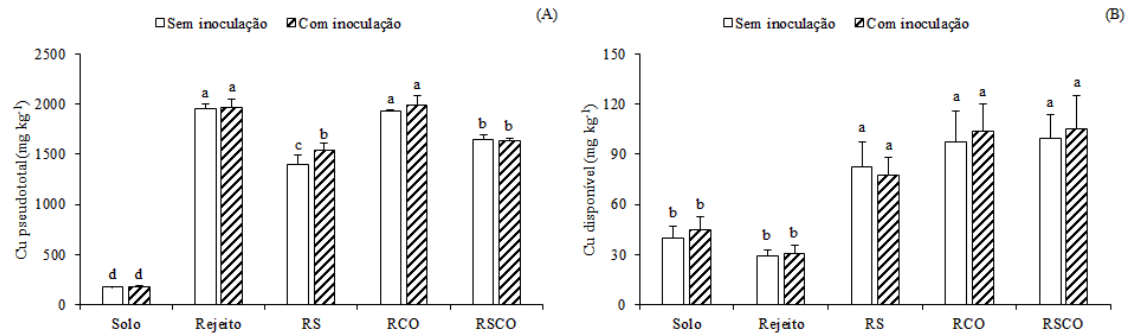 Sem inoculação Com inoculação (A)
Cu pseudototal (mg kg-1)
2500
2000
1500
1000
500
0
a a a a
c b b b
d d
Solo Rejeito RS RCO RSCO
Sem inoculação Com inoculação (B)
Cu disponível (mg kg-1)
150
120
90
60
30
0
a a a a a a
b b b b
Solo Rejeito RS RCO RSCO